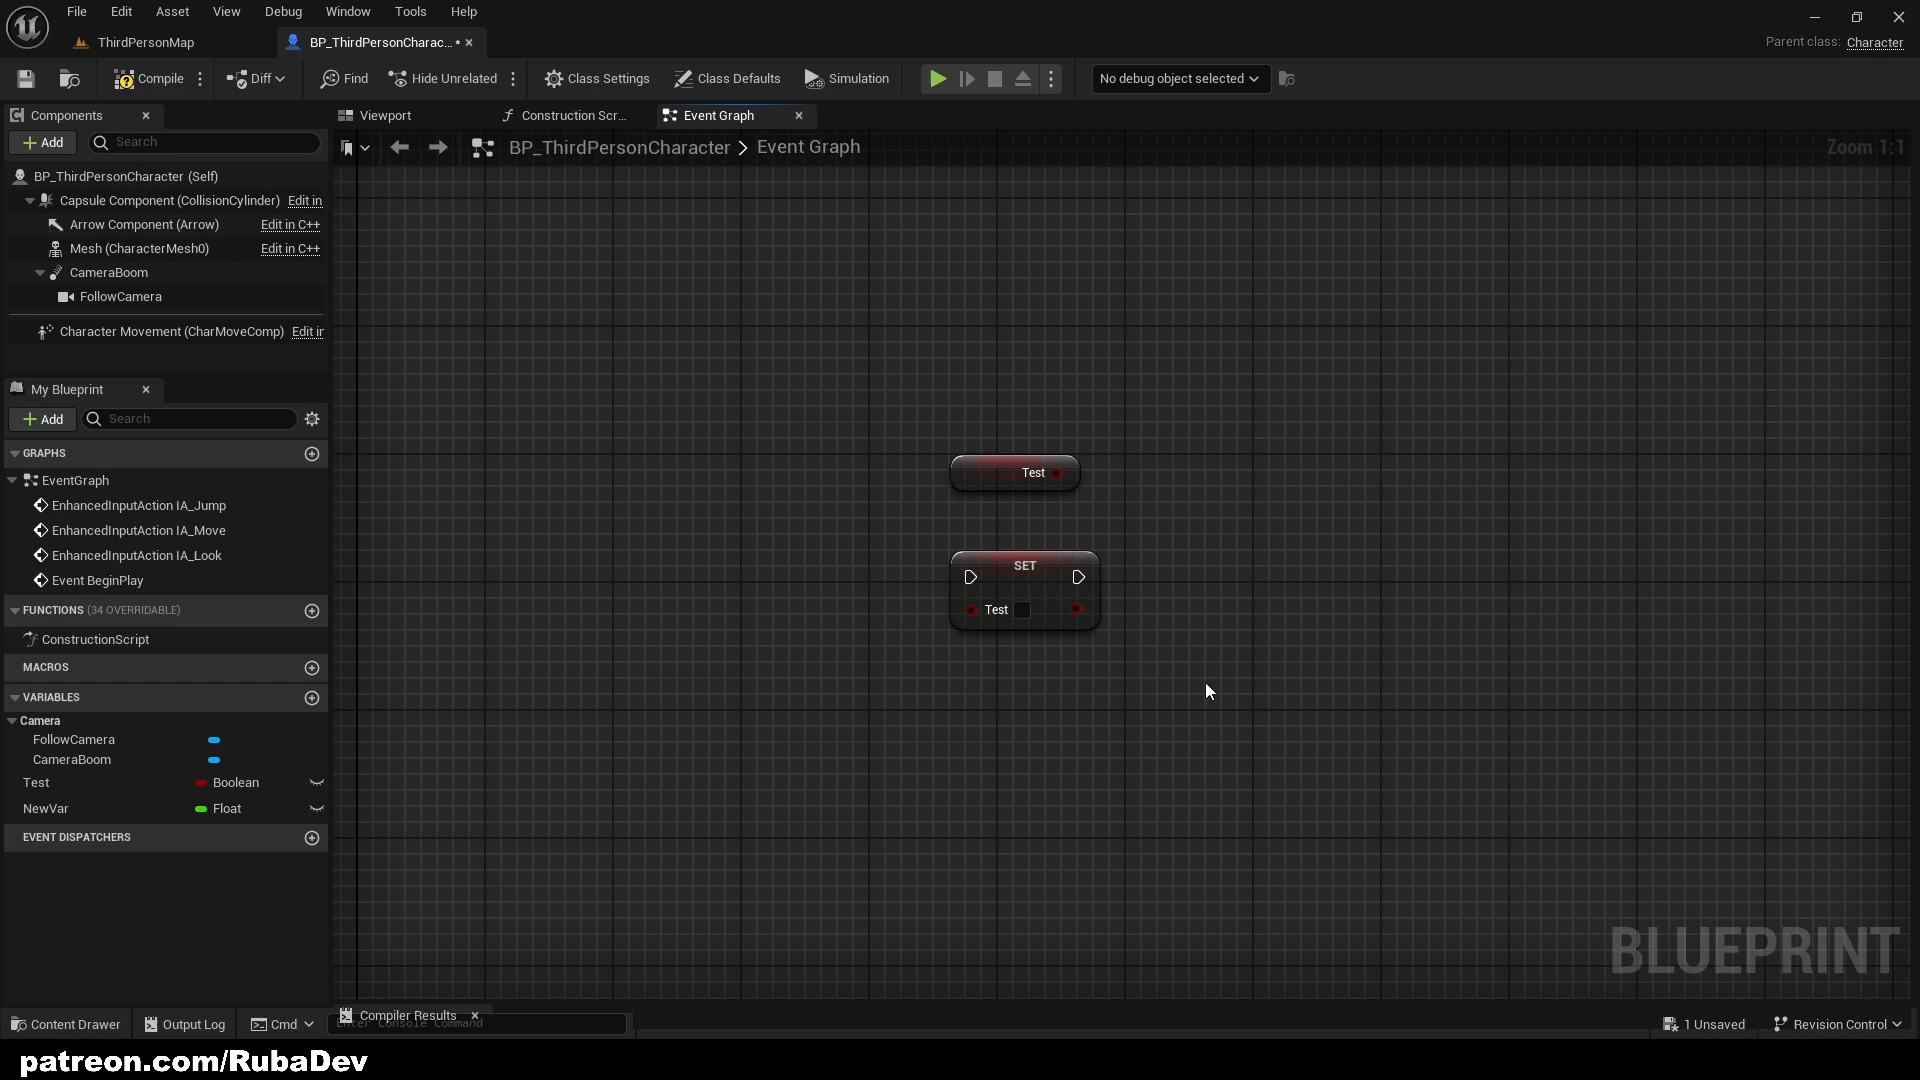 File Edit Asset View Debug Window Tools Help
ThirdPersonMap
BP_ThirdPersonCharac... *
Parent class: Character
Compile
Diff
Find
Hide Unrelated
Class Settings
Class Defaults
Simulation
No debug object selected
Components
Add
Search
BP_ThirdPersonCharacter (Self)
Capsule Component (CollisionCylinder) Edit in
Arrow Component (Arrow) Edit in C++
Mesh (CharacterMesh0) Edit in C++
CameraBoom
FollowCamera
Character Movement (CharMoveComp) Edit in
My Blueprint
Add
Search
GRAPHS
EventGraph
EnhancedInputAction IA_Jump
EnhancedInputAction IA_Move
EnhancedInputAction IA_Look
Event BeginPlay
FUNCTIONS (34 OVERRIDABLE)
ConstructionScript
MACROS
VARIABLES
Camera
FollowCamera
CameraBoom
Test Boolean
NewVar Float
EVENT DISPATCHERS
Viewport
Construction Scr...
Event Graph
BP_ThirdPersonCharacter > Event Graph
Zoom 1:1
Test
SET
Test
BLUEPRINT
Compiler Results
Content Drawer
Output Log
Cmd
Enter Console Command
1 Unsaved
Revision Control
patreon.com/RubaDev